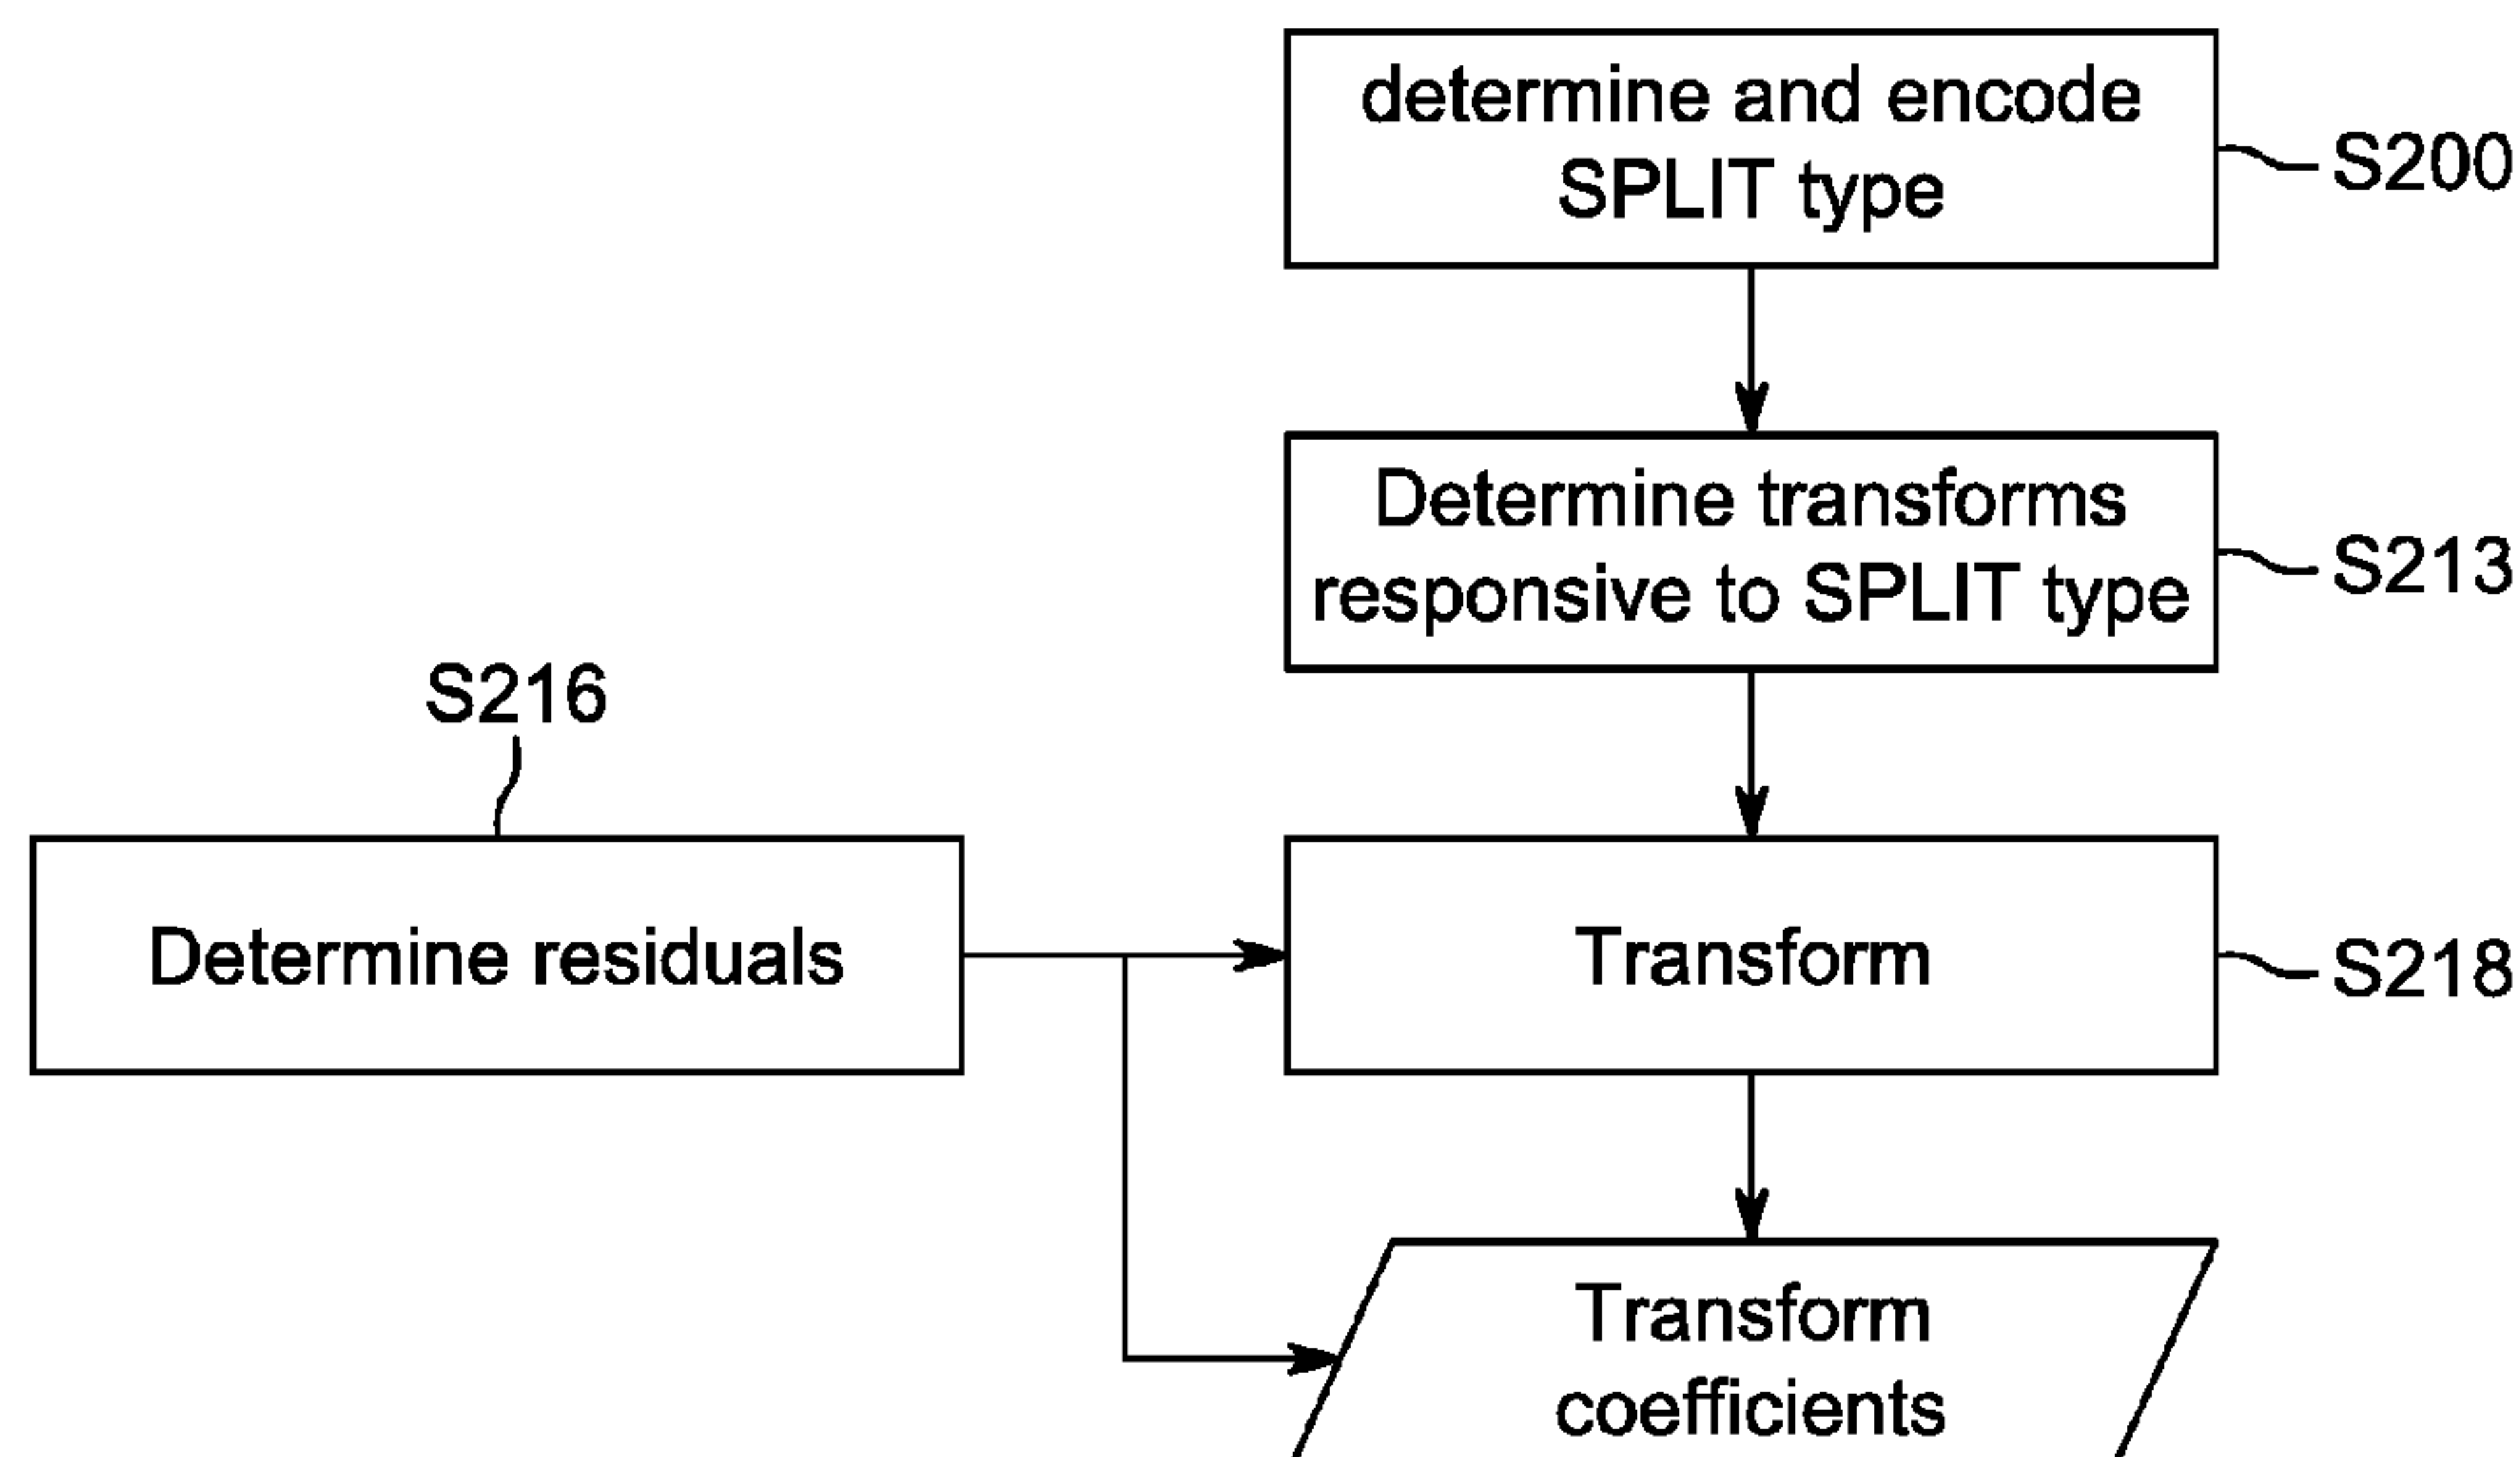 determine and encode
SPLIT type
S200
Determine transforms
responsive to SPLIT type
S213
S216
Determine residuals
Transform
S218
Transform
coefficients